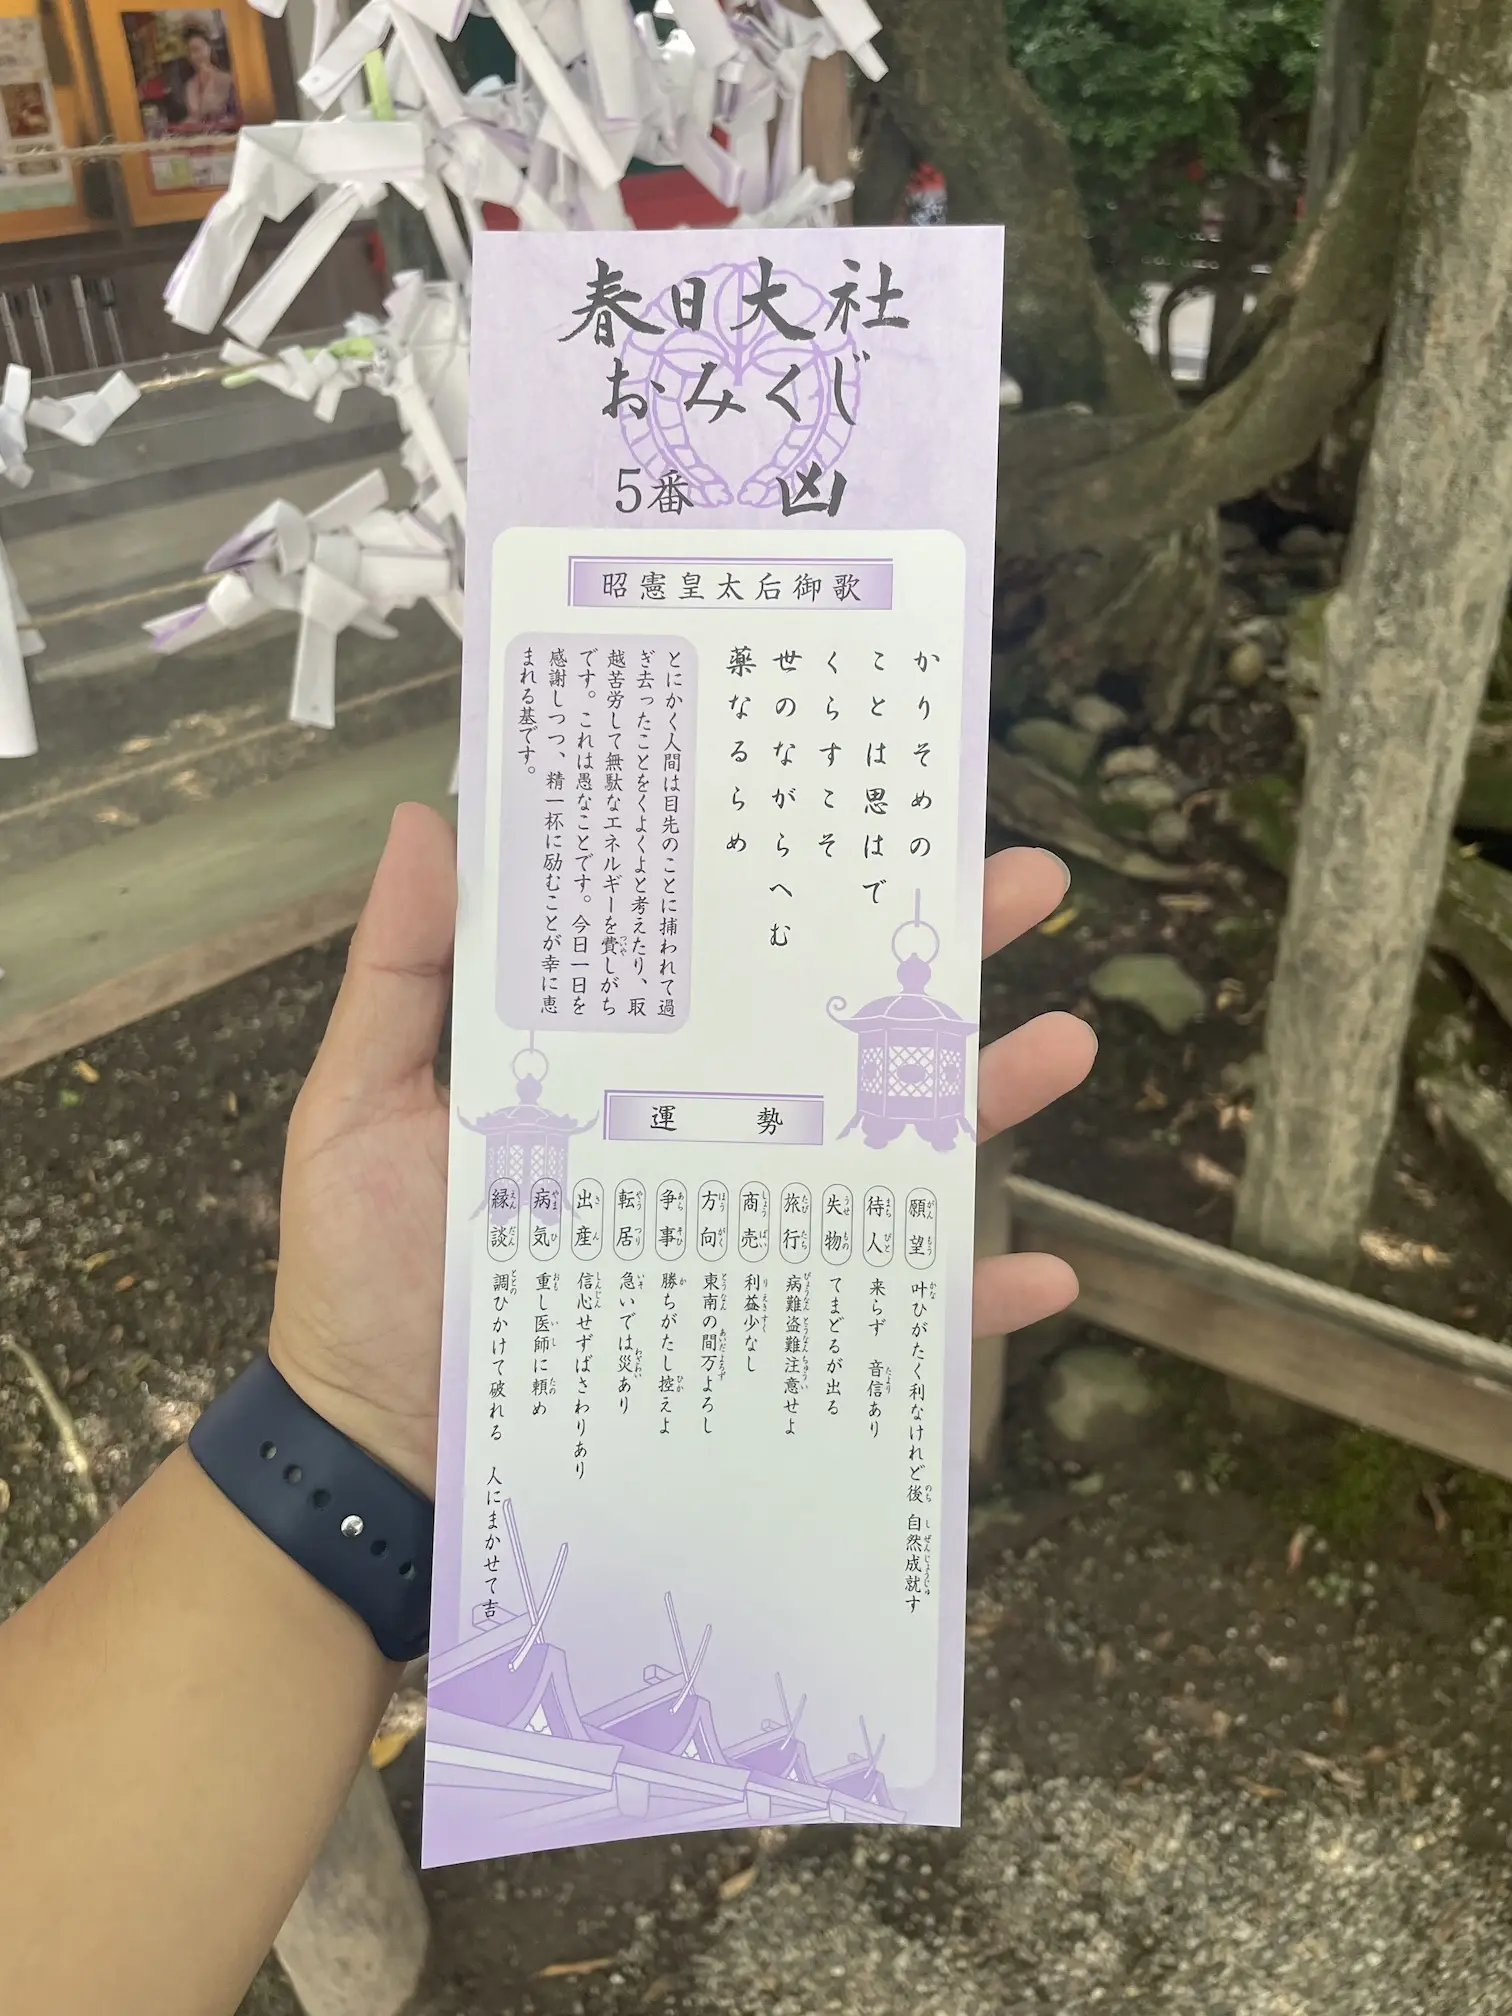 春日大社
おみくじ
5番 凶
昭憲皇太后御歌
かりそめの
ことは思はで
くらすこそ
世のながらへむ
薬なるらめ
とにかく人間は目先のことに捕われて過
ぎ去ったことをくよくよと考えたり、取
越苦労して無駄なエネルギーを費しがち
です。これは愚なことです。今日一日を
感謝しつつ、精一杯に励むことが幸に恵
まれる基です。
運勢
願望 叶ひがたく利なけれど後 自然成就す
待人 来らず 音信あり
失物 てまどるが出る
旅行 病難盗難注意せよ
商売 利益少なし
方向 東南の間万よろし
争事 勝ちがたし控えよ
転居 急いでは災あり
出産 信心せずばさわりあり
病気 重し医師に頼め
縁談 調ひかけて破れる 人にまかせて吉